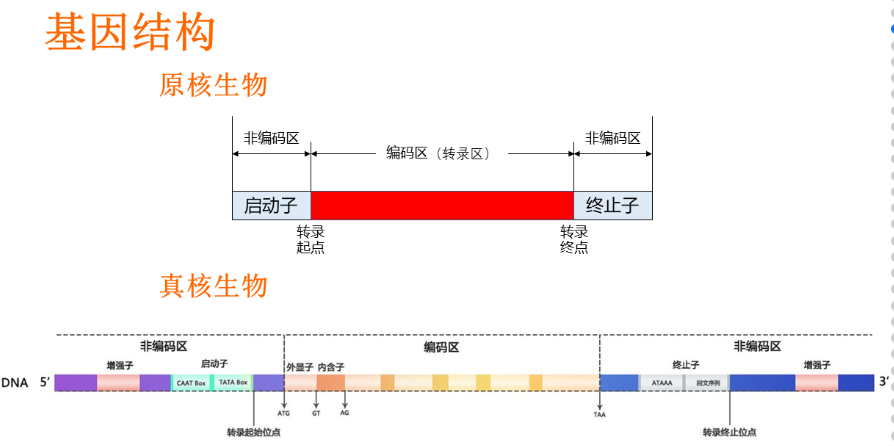 基因结构
原核生物
非编码区
编码区（转录区）
非编码区
启动子
终止子
转录
起点
转录
终点
真核生物
非编码区
编码区
非编码区
增强子
启动子
外显子 内含子
终止子
增强子
DNA 5’
CAAT Box
TATA Box
ATAAA
回文序列
3’
ATG
GT
AG
TAA
转录起始位点
转录终止位点